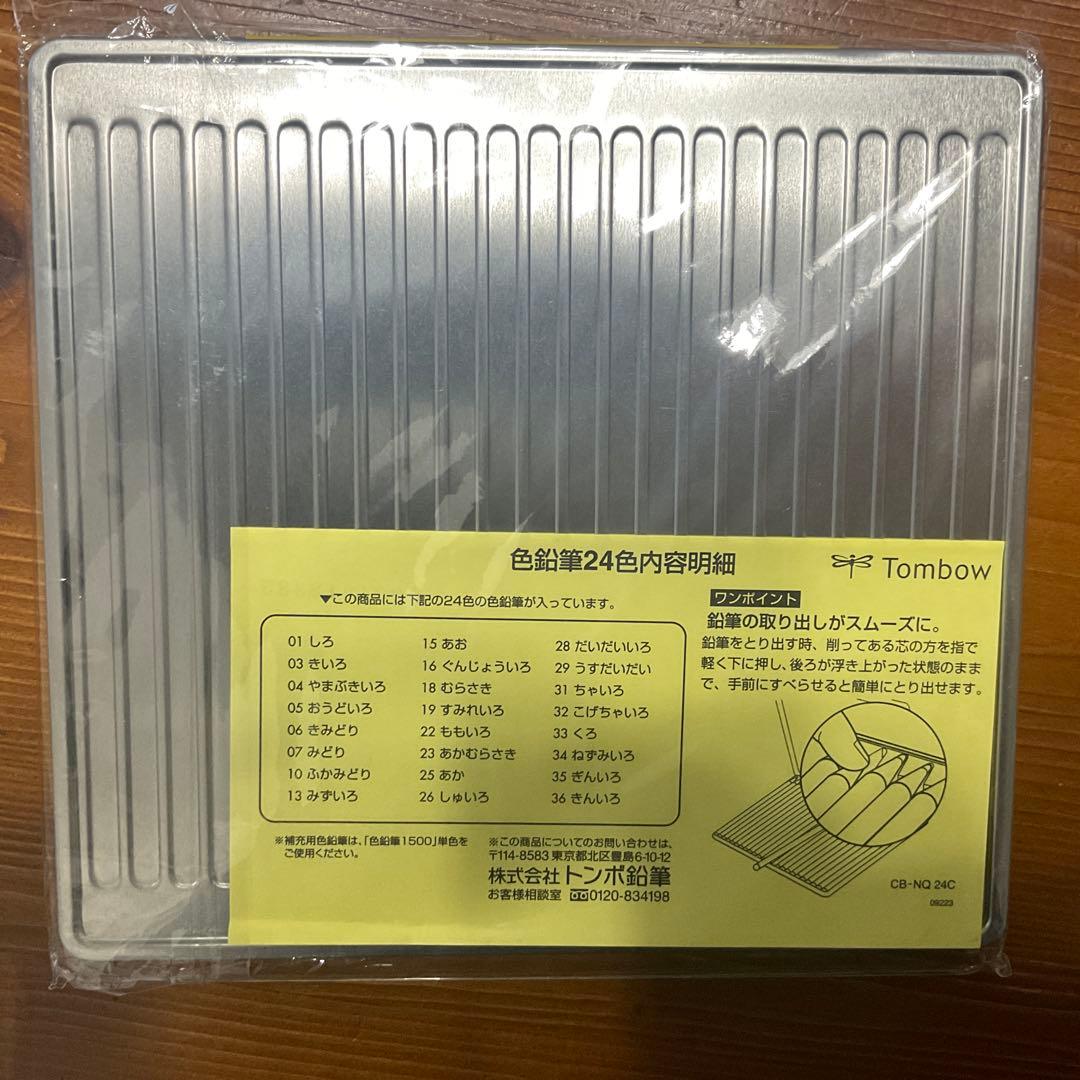 色鉛筆24色内容明細
Tombow
▼この商品には下記の24色の色鉛筆が入っています。
01 しろ
03 きいろ
04 やまぶきいろ
05 おうどいろ
06 きみどり
07 みどり
10 ふかみどり
13 みずいろ
15 あお
16 ぐんじょういろ
18 むらさき
19 すみれいろ
22 ももいろ
23 あかむらさき
25 あか
26 しゅいろ
28 だいだいいろ
29 うすだいだい
31 ちゃいろ
32 こげちゃいろ
33 くろ
34 ねずみいろ
35 ぎんいろ
36 きんいろ
※補充用色鉛筆は、「色鉛筆1500」単色を
ご使用ください。
※この商品についてのお問い合わせは、
〒114-8583 東京都北区豊島6-10-12
株式会社 トンボ鉛筆
お客様相談室 0120-834198
ワンポイント
鉛筆の取り出しがスムーズに。
鉛筆をとり出す時、削ってある芯の方を指で
軽く下に押し、後ろが浮き上がった状態のまま
で、手前にすべらせると簡単にとり出せます。
CB-NQ 24C
09223